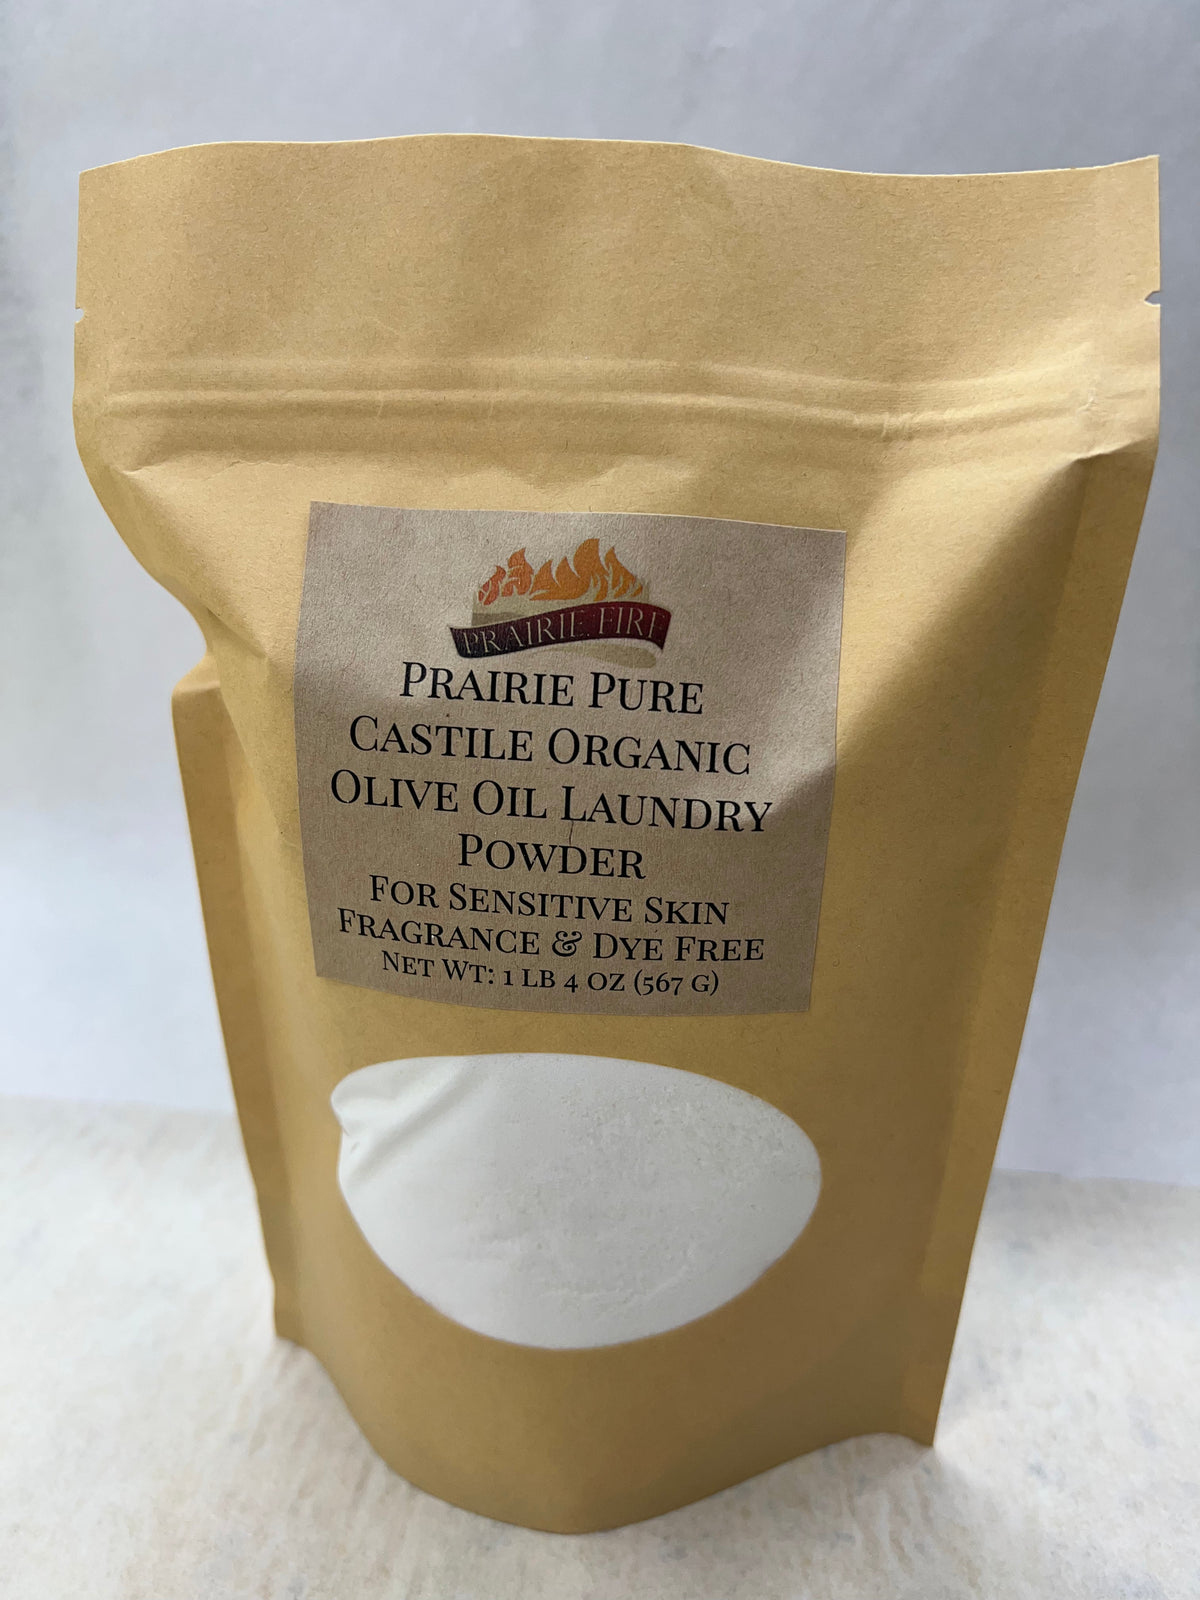 PRAIRIE FIRE
PRAIRIE PURE
CASTILE ORGANIC
OLIVE OIL LAUNDRY
POWDER
FOR SENSITIVE SKIN
FRAGRANCE & DYE FREE
NET WT: 1 LB 4 OZ (567 G)